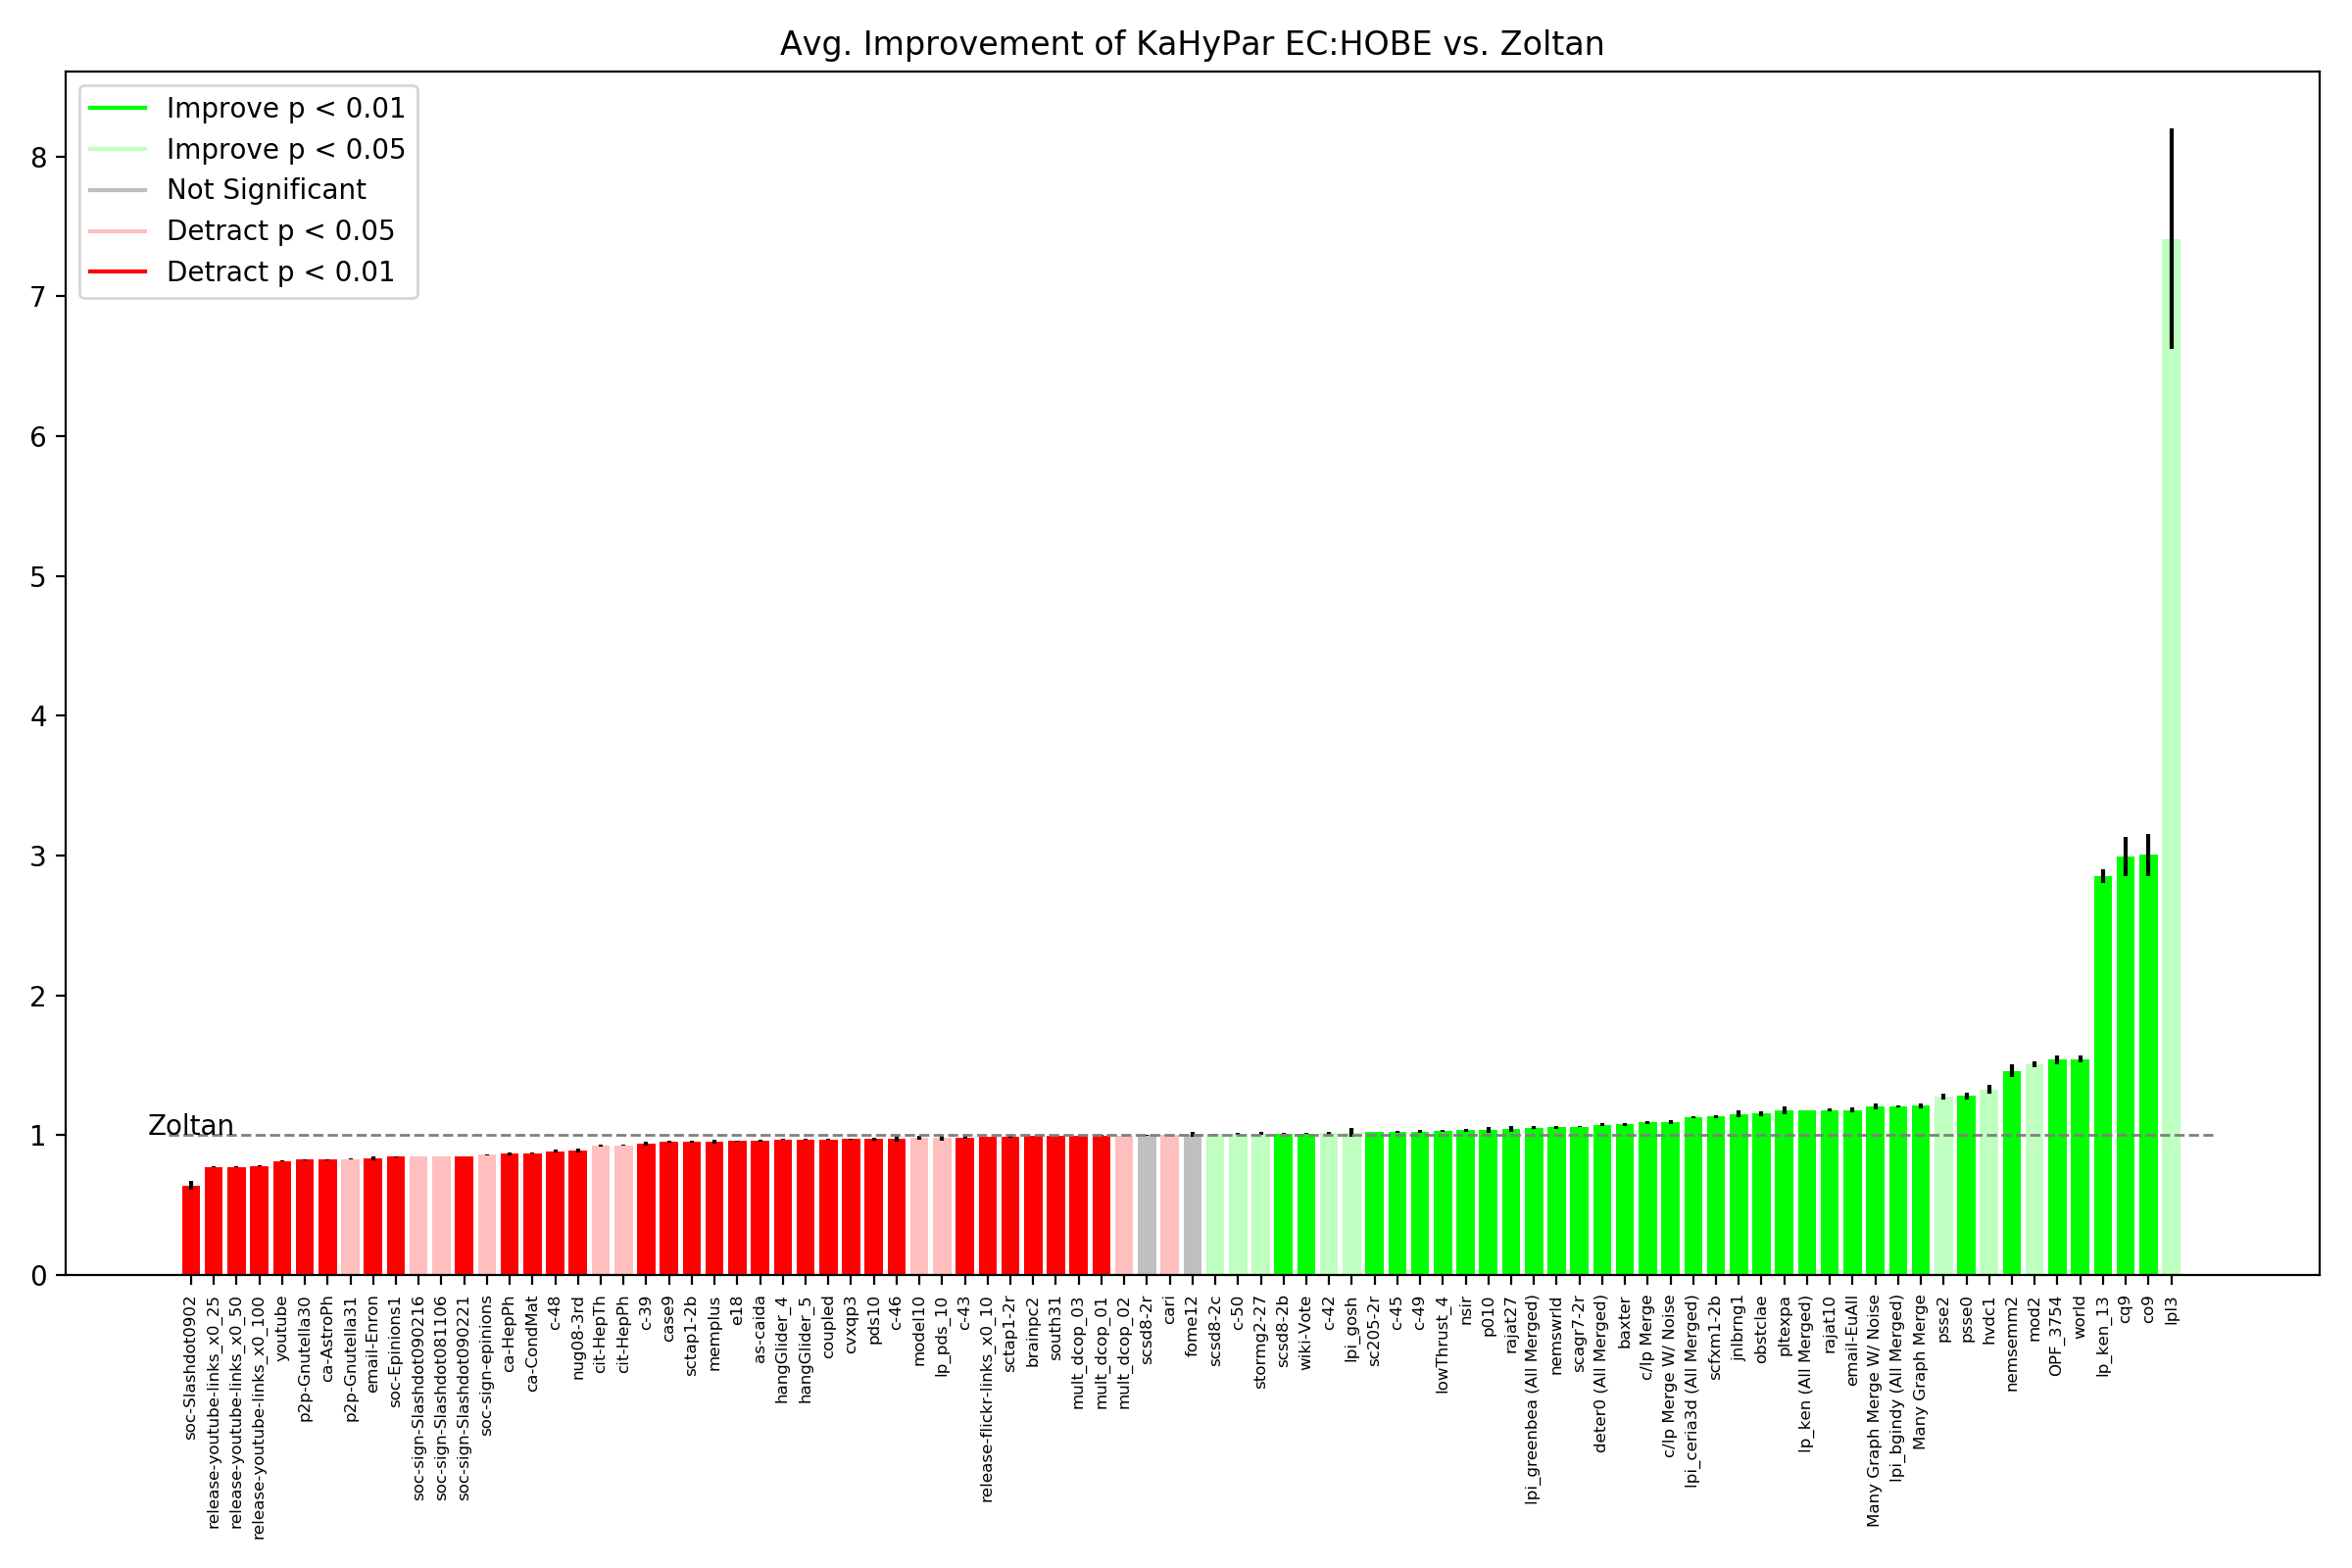 Avg. Improvement of KaHyPar EC:HOBE vs. Zoltan
Improve p < 0.01
Improve p < 0.05
Not Significant
Detract p < 0.05
Detract p < 0.01
8
7
6
5
4
3
2
1
0
Zoltan
soc-Slashdot0902
release-youtube-links_x0_25
release-youtube-links_x0_50
release-youtube-links_x0_100
youtube
p2p-Gnutella30
ca-AstroPh
p2p-Gnutella31
email-Enron
soc-Epinions1
soc-sign-Slashdot090216
soc-sign-Slashdot081106
soc-sign-Slashdot090221
soc-sign-epinions
ca-HepPh
ca-CondMat
c-48
nug08-3rd
cit-HepTh
cit-HepPh
c-39
case9
sctap1-2b
memplus
e18
as-caida
hangGlider_4
hangGlider_5
coupled
cvxqp3
pds10
c-46
model10
lp_pds_10
c-43
release-flickr-links_x0_10
sctap1-2r
brainpc2
south31
mult_dcop_03
mult_dcop_01
mult_dcop_02
scsd8-2r
cari
fome12
scsd8-2c
c-50
stormg2-27
scsd8-2b
wiki-Vote
c-42
lpi_gosh
sc205-2r
c-45
c-49
lowThrust_4
nsir
p010
rajat27
lpi_greenbea (All Merged)
nemswrld
scagr7-2r
deter0 (All Merged)
baxter
c/lp Merge
c/lp Merge W/ Noise
lpi_ceria3d (All Merged)
scfxm1-2b
jnlbrng1
obstclae
pltexpa
lp_ken (All Merged)
rajat10
email-EuAll
Many Graph Merge W/ Noise
lpi_bgindy (All Merged)
Many Graph Merge
psse2
psse0
hvdc1
nemsemm2
mod2
OPF_3754
world
lp_ken_13
cq9
co9
lpl3